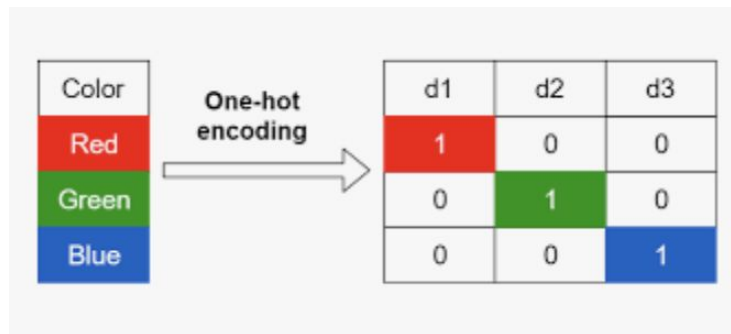 Color
Red
Green
Blue
One-hot
encoding
d1 d2 d3
1 0 0
0 1 0
0 0 1